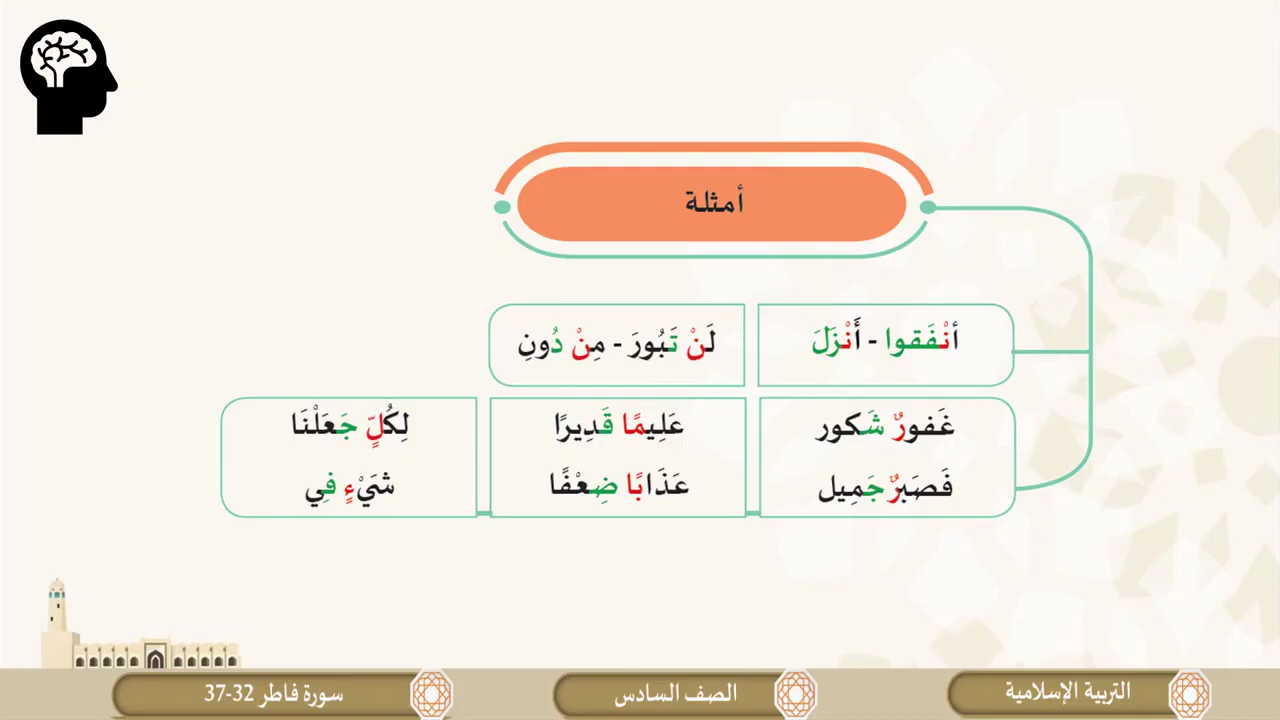 أمثلة
أنْفَقوا - أَنْزَلَ
لَنْ تَبُورَ - مِنْ دُونِ
غَفورٌ شَكور
فَصَبرٌ جَمِيل
عَلِيمًا قَدِيرًا
عَذَابًا ضِعْفًا
لِكُلٍّ جَعَلْنَا
شَيْءٍ فِي
التربية الإسلامية
الصف السادس
سورة فاطر 32-37